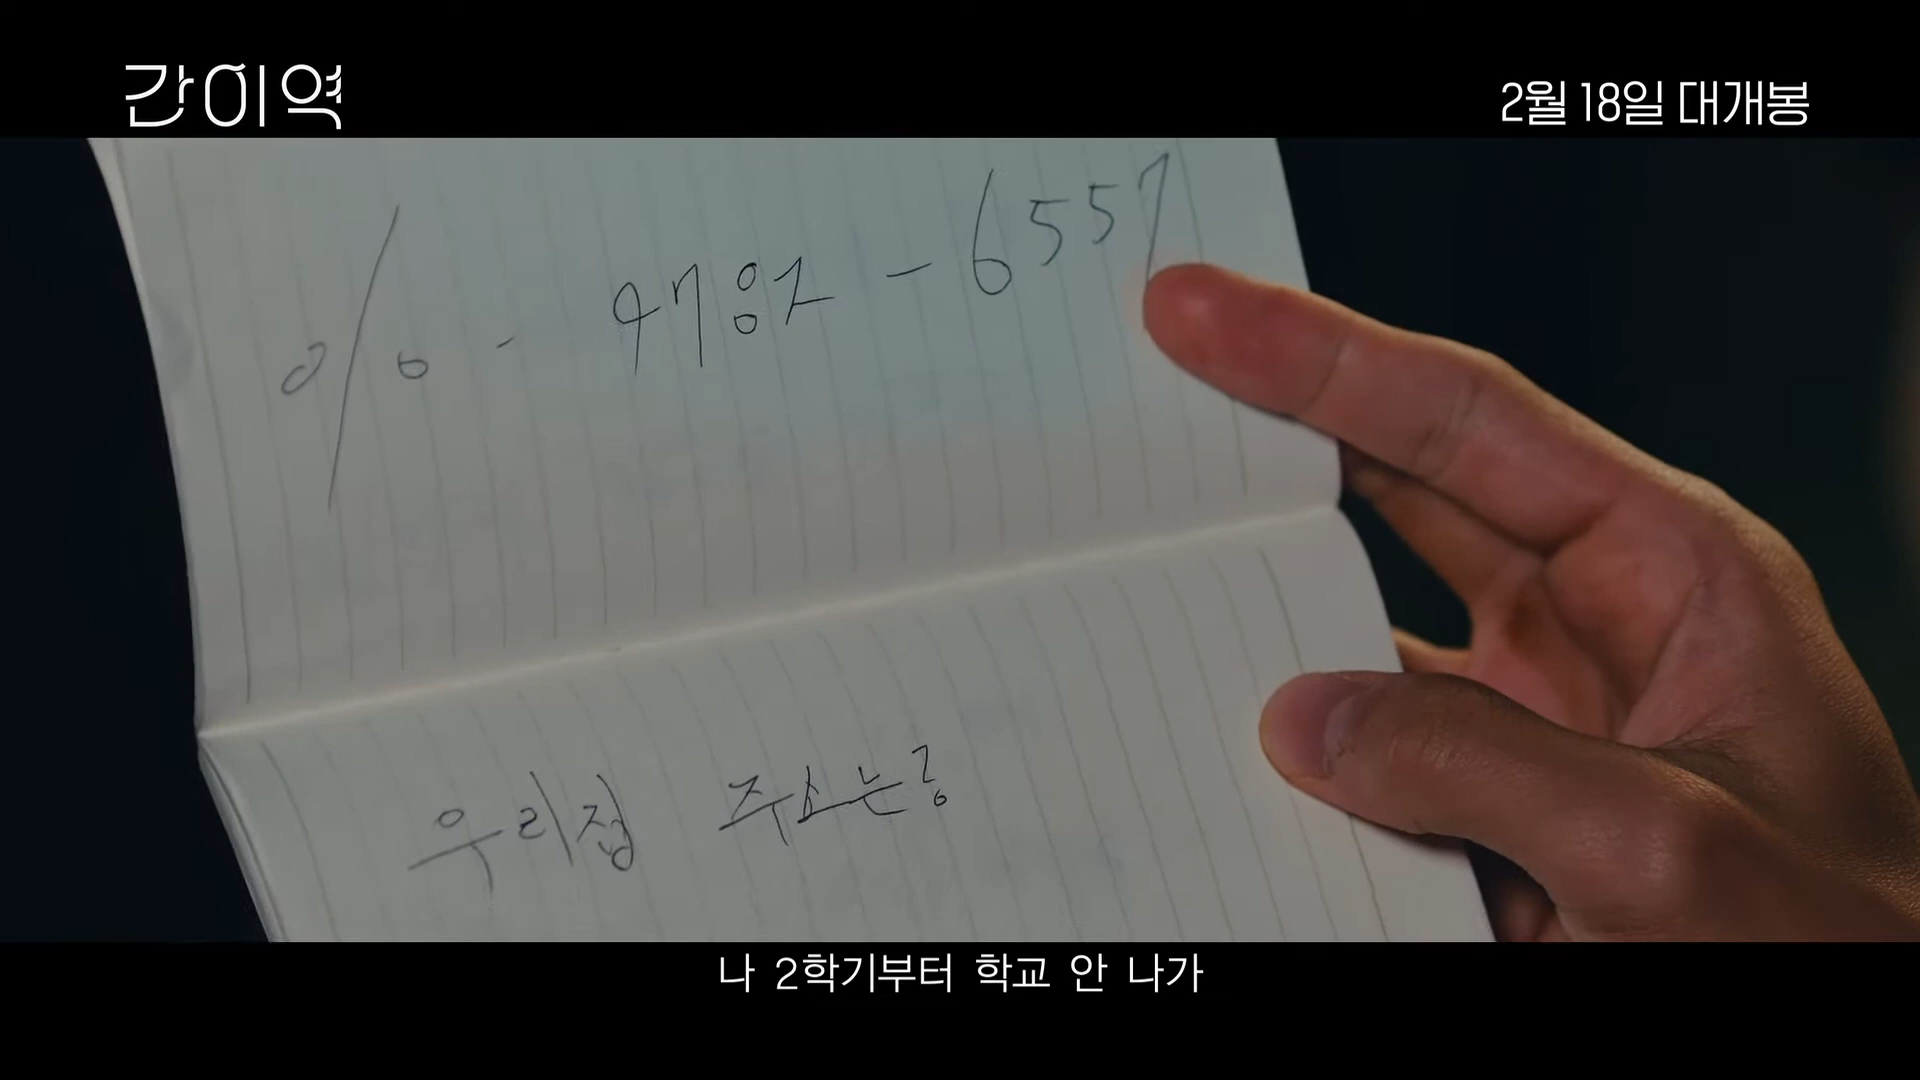 간이역
2월 18일 대개봉
010 - 9782 - 6557
우리집 주소는?
나 2학기부터 학교 안 나가